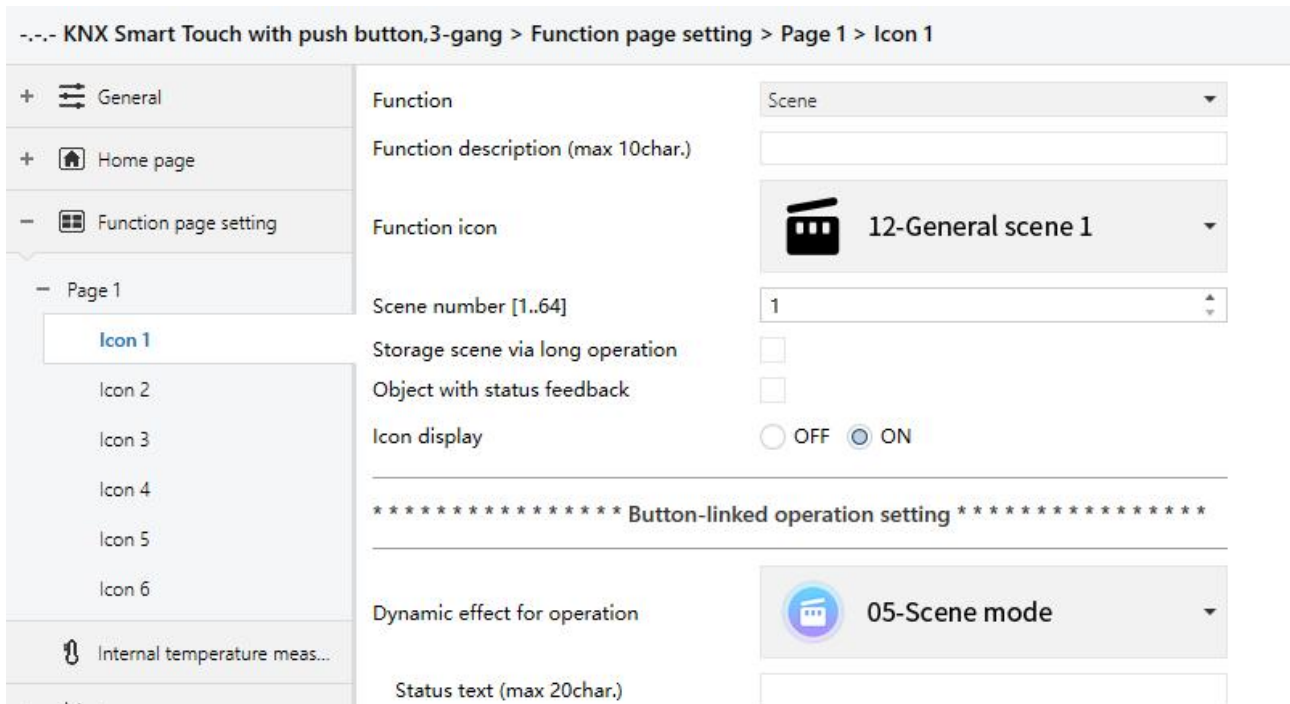 -.-.- KNX Smart Touch with push button,3-gang > Function page setting > Page 1 > Icon 1
+ General
+ Home page
− Function page setting
− Page 1
Icon 1
Icon 2
Icon 3
Icon 4
Icon 5
Icon 6
Internal temperature meas...
Function
Scene
Function description (max 10char.)
Function icon
12-General scene 1
Scene number [1..64]
1
Storage scene via long operation
Object with status feedback
Icon display
OFF ON
* * * * * * * * * * * * * * * * Button-linked operation setting * * * * * * * * * * * * * * * *
Dynamic effect for operation
05-Scene mode
Status text (max 20char.)